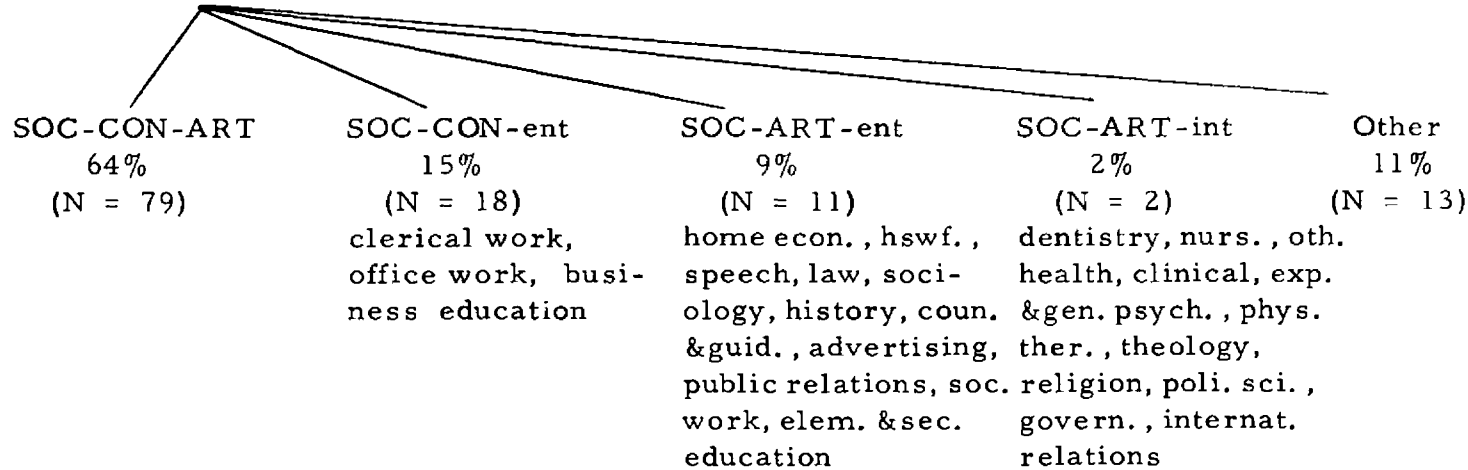 SOC-CON-ART
64%
(N = 79)
SOC-CON-ent
15%
(N = 18)
clerical work,
office work, busi-
ness education
SOC-ART-ent
9%
(N = 11)
home econ., hswf.,
speech, law, soci-
ology, history, coun.
&guid., advertising,
public relations, soc.
work, elem. &sec.
education
SOC-ART-int
2%
(N = 2)
dentistry, nurs., oth.
health, clinical, exp.
&gen. psych., phys.
ther., theology,
religion, poli. sci.,
govern., internat.
relations
Other
11%
(N = 13)